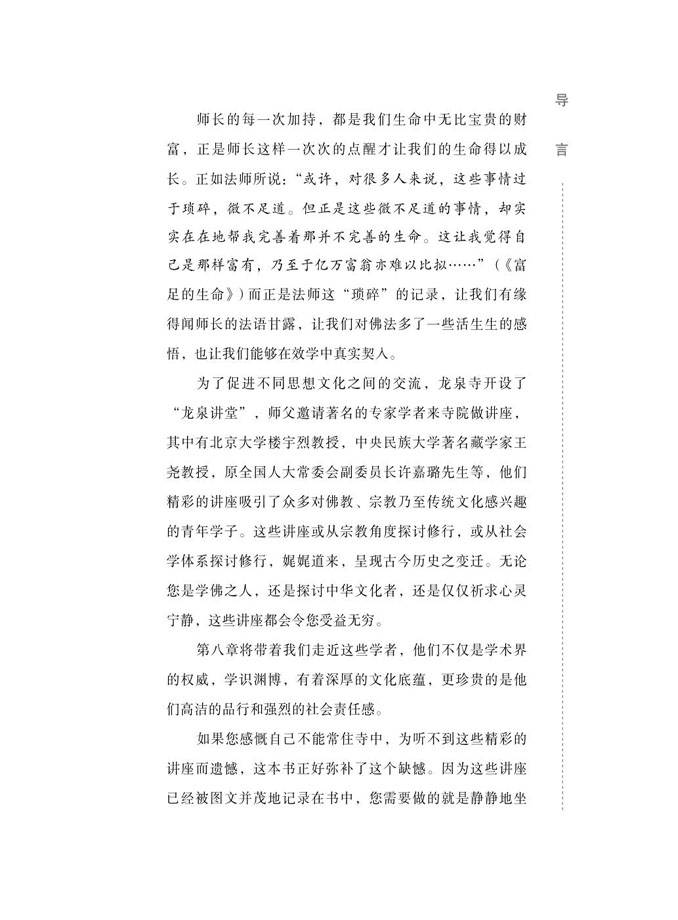 导
言
师长的每一次加持，都是我们生命中无比宝贵的财
富，正是师长这样一次次的点醒才让我们的生命得以成
长。正如法师所说：“或许，对很多人来说，这些事情过
于琐碎，微不足道。但正是这些微不足道的事情，却实
实在在地帮我完善着那并不完善的生命。这让我觉得自
己是那样富有，乃至于亿万富翁亦难以比拟……”（《富
足的生命》）而正是法师这“琐碎”的记录，让我们有缘
得闻师长的法语甘露，让我们对佛法多了一些活生生的感
悟，也让我们能够在效学中真实契入。
为了促进不同思想文化之间的交流，龙泉寺开设了
“龙泉讲堂”，师父邀请著名的专家学者来寺院做讲座，
其中有北京大学楼宇烈教授，中央民族大学著名藏学家王
尧教授，原全国人大常委会副委员长许嘉璐先生等，他们
精彩的讲座吸引了众多对佛教、宗教乃至传统文化感兴趣
的青年学子。这些讲座或从宗教角度探讨修行，或从社会
学体系探讨修行，娓娓道来，呈现古今历史之变迁。无论
您是学佛之人，还是探讨中华文化者，还是仅仅祈求心灵
宁静，这些讲座都会令您受益无穷。
第八章将带着我们走近这些学者，他们不仅是学术界
的权威，学识渊博，有着深厚的文化底蕴，更珍贵的是他
们高洁的品行和强烈的社会责任感。
如果您感慨自己不能常住寺中，为听不到这些精彩的
讲座而遗憾，这本书正好弥补了这个缺憾。因为这些讲座
已经被图文并茂地记录在书中，您需要做的就是静静地坐